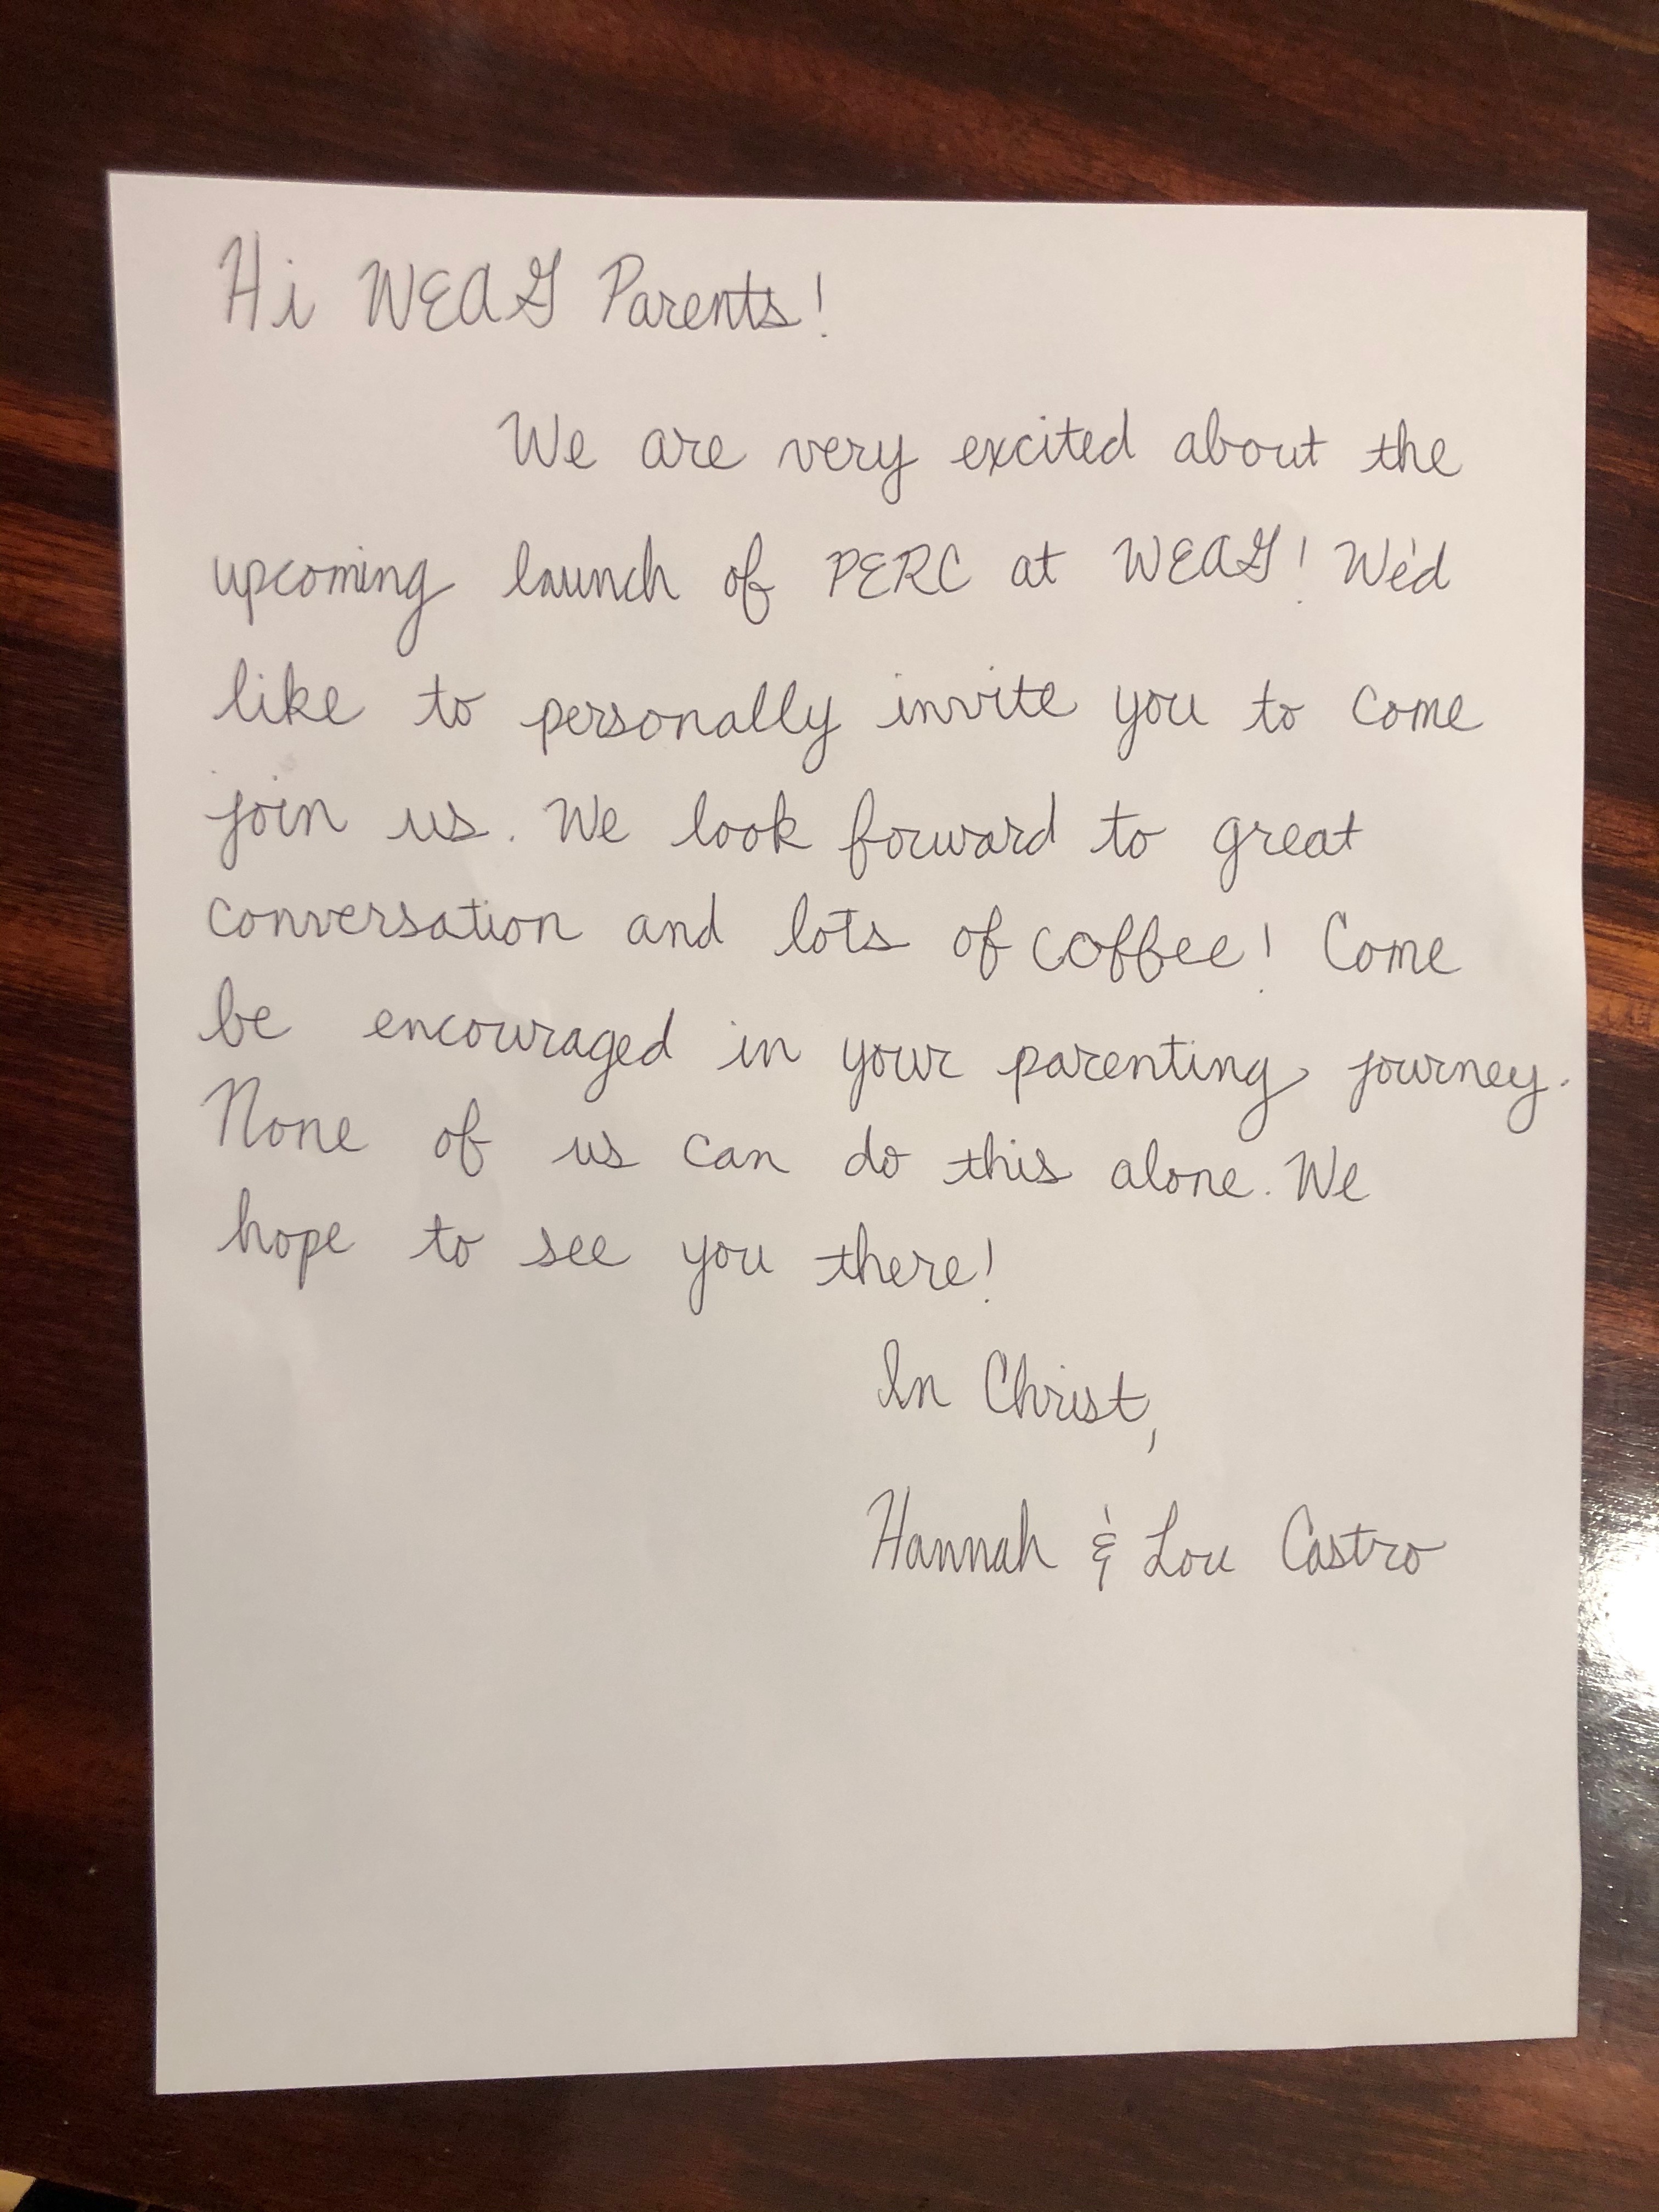 Hi WEAG Parents!
We are very excited about the
upcoming launch of PERC at WEAG! We'd
like to personally invite you to come
join us. We look forward to great
conversation and lots of coffee! Come
be encouraged in your parenting journey.
None of us can do this alone. We
hope to see you there!
In Christ,
Hannah & Lou Castro